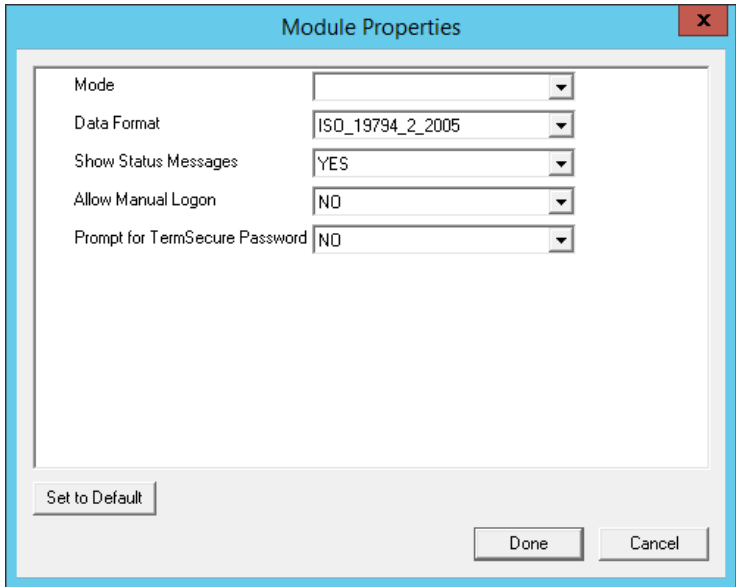 Module Properties
x
Mode
Data Format ISO_19794_2_2005
Show Status Messages YES
Allow Manual Logon NO
Prompt for TermSecure Password NO
Set to Default
Done Cancel